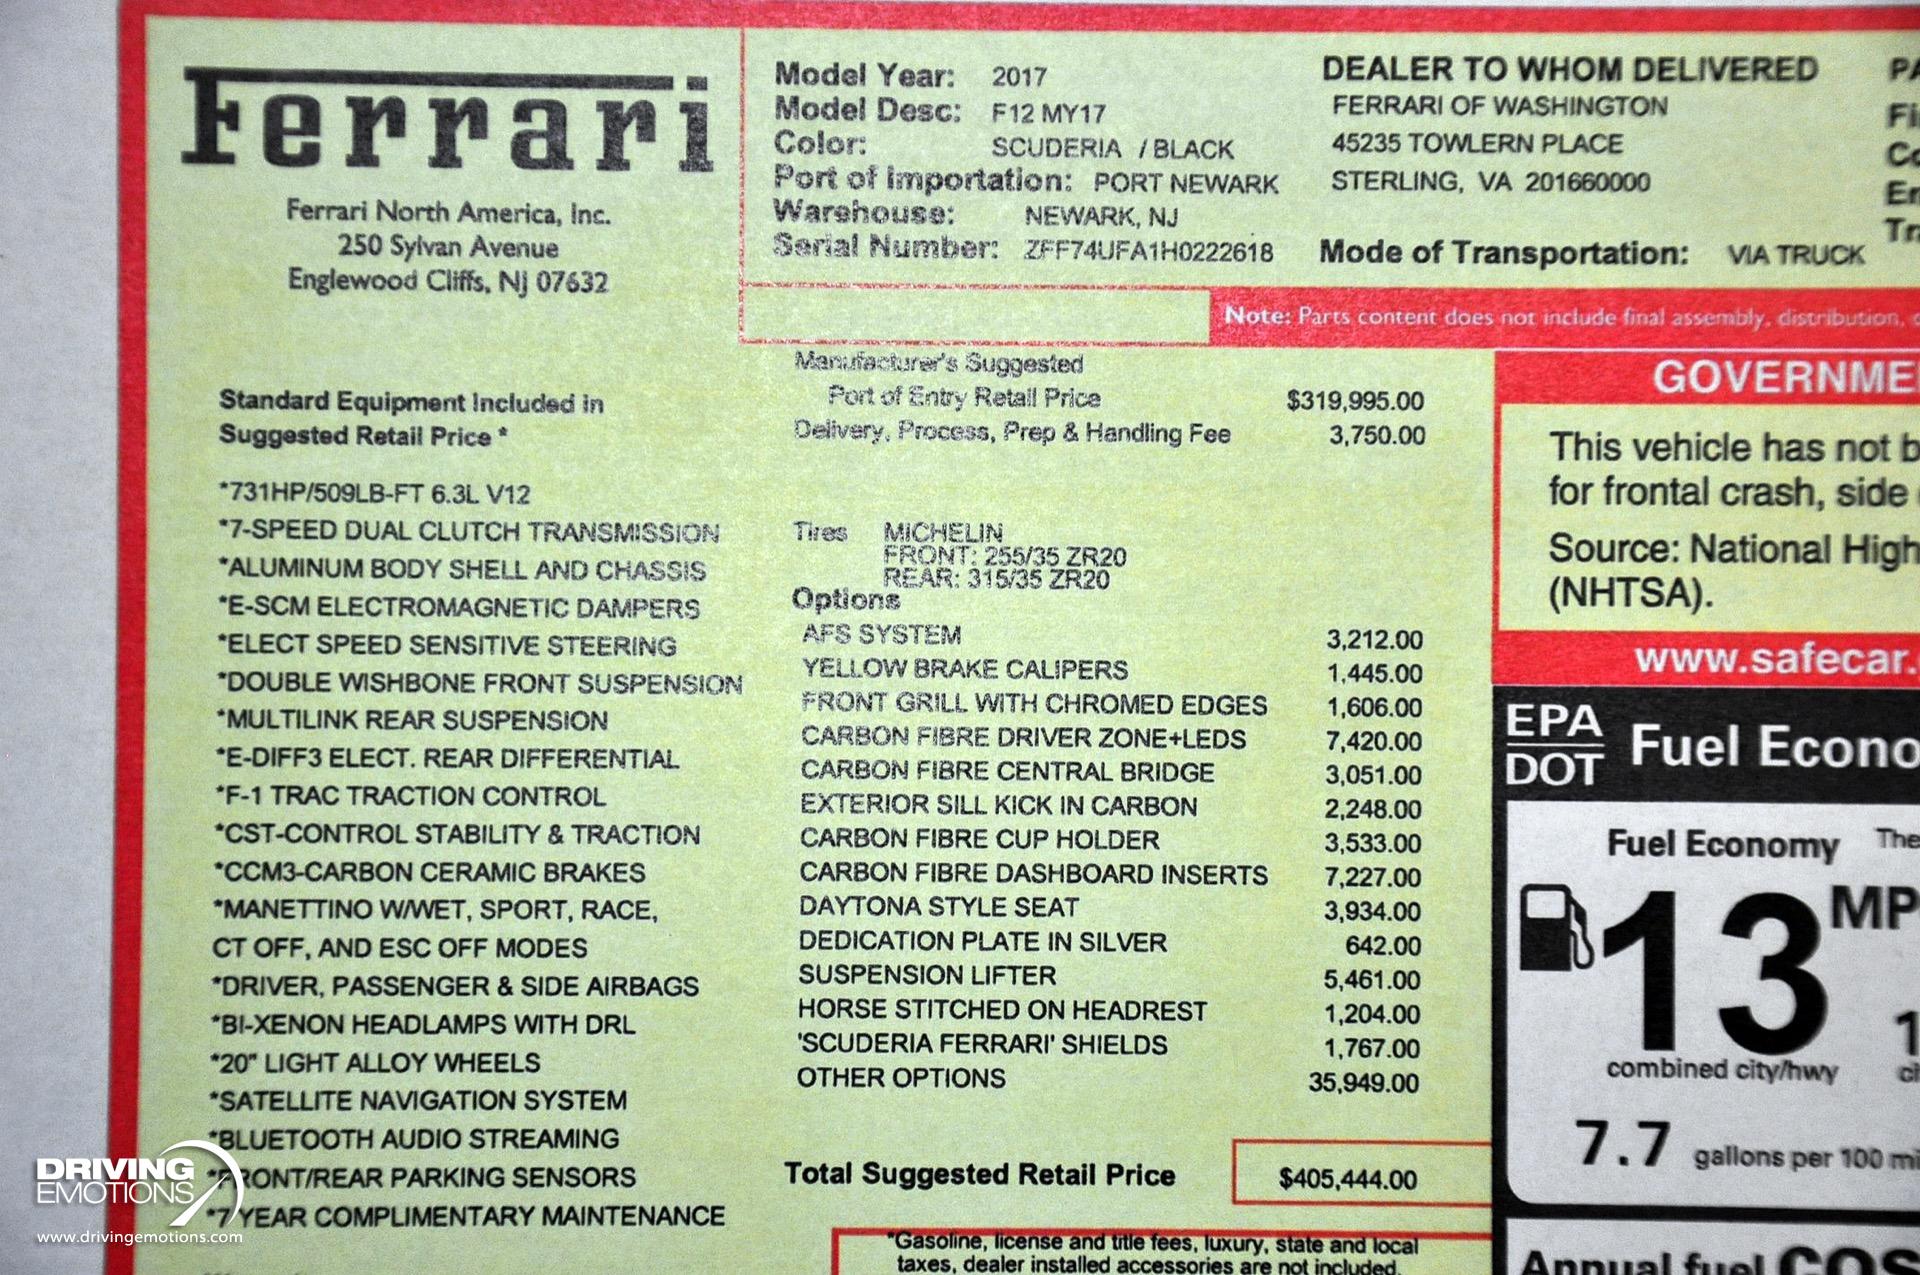 Ferrari
Ferrari North America, Inc.
250 Sylvan Avenue
Englewood Cliffs, NJ 07632
Model Year: 2017
Model Desc: F12 MY17
Color: SCUDERIA / BLACK
Port of Importation: PORT NEWARK
Warehouse: NEWARK, NJ
Serial Number: ZFF74UFA1H0222618
DEALER TO WHOM DELIVERED
FERRARI OF WASHINGTON
45235 TOWLERN PLACE
STERLING, VA 201660000
Mode of Transportation: VIA TRUCK
Note: Parts content does not include final assembly, distribution,
Standard Equipment Included in
Suggested Retail Price *
*731HP/509LB-FT 6.3L V12
*7-SPEED DUAL CLUTCH TRANSMISSION
*ALUMINUM BODY SHELL AND CHASSIS
*E-SCM ELECTROMAGNETIC DAMPERS
*ELECT SPEED SENSITIVE STEERING
*DOUBLE WISHBONE FRONT SUSPENSION
*MULTILINK REAR SUSPENSION
*E-DIFF3 ELECT. REAR DIFFERENTIAL
*F-1 TRAC TRACTION CONTROL
*CST-CONTROL STABILITY & TRACTION
*CCM3-CARBON CERAMIC BRAKES
*MANETTINO W/WET, SPORT, RACE,
CT OFF, AND ESC OFF MODES
*DRIVER, PASSENGER & SIDE AIRBAGS
*BI-XENON HEADLAMPS WITH DRL
*20" LIGHT ALLOY WHEELS
*SATELLITE NAVIGATION SYSTEM
*BLUETOOTH AUDIO STREAMING
*FRONT/REAR PARKING SENSORS
*7 YEAR COMPLIMENTARY MAINTENANCE
Manufacturer's Suggested
Port of Entry Retail Price $319,995.00
Delivery, Process, Prep & Handling Fee 3,750.00
Tires MICHELIN
FRONT: 255/35 ZR20
REAR: 315/35 ZR20
Options
AFS SYSTEM 3,212.00
YELLOW BRAKE CALIPERS 1,445.00
FRONT GRILL WITH CHROMED EDGES 1,606.00
CARBON FIBRE DRIVER ZONE+LEDS 7,420.00
CARBON FIBRE CENTRAL BRIDGE 3,051.00
EXTERIOR SILL KICK IN CARBON 2,248.00
CARBON FIBRE CUP HOLDER 3,533.00
CARBON FIBRE DASHBOARD INSERTS 7,227.00
DAYTONA STYLE SEAT 3,934.00
DEDICATION PLATE IN SILVER 642.00
SUSPENSION LIFTER 5,461.00
HORSE STITCHED ON HEADREST 1,204.00
'SCUDERIA FERRARI' SHIELDS 1,767.00
OTHER OPTIONS 35,949.00
Total Suggested Retail Price $405,444.00
*Gasoline, license and title fees, luxury, state and local
taxes, dealer installed accessories are not included.
GOVERNME
This vehicle has not b
for frontal crash, side
Source: National High
(NHTSA).
www.safecar.
EPA
DOT
Fuel Econo
Fuel Economy The
13 MP
combined city/hwy
7.7 gallons per 100 mi
Annual fuel COS
DRIVING
EMOTIONS
www.drivingemotions.com